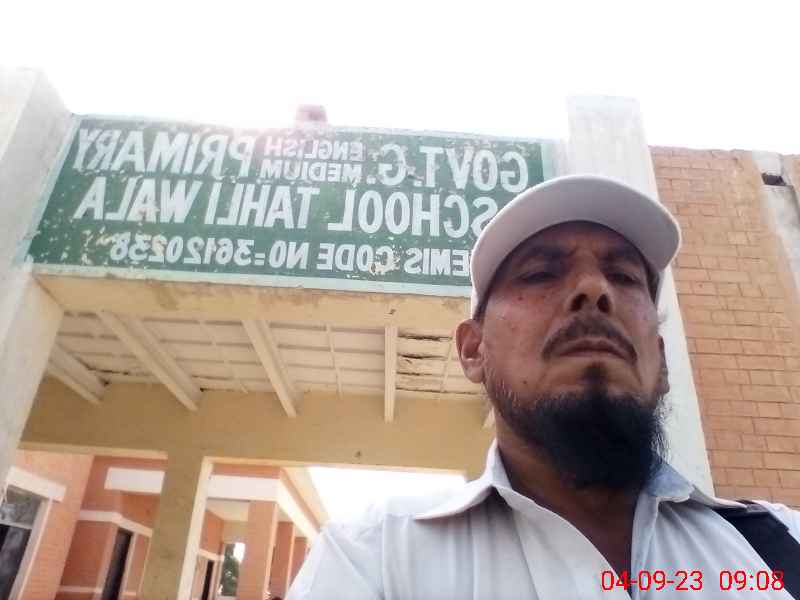 GOVT.G. ENGLISH MEDIUM PRIMARY
SCHOOL TAHLI WALA
EMIS CODE NO=36120238
04-09-23 09:08